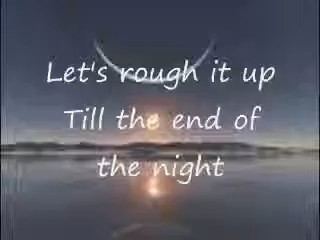 Let's rough it up
Till the end of
the night